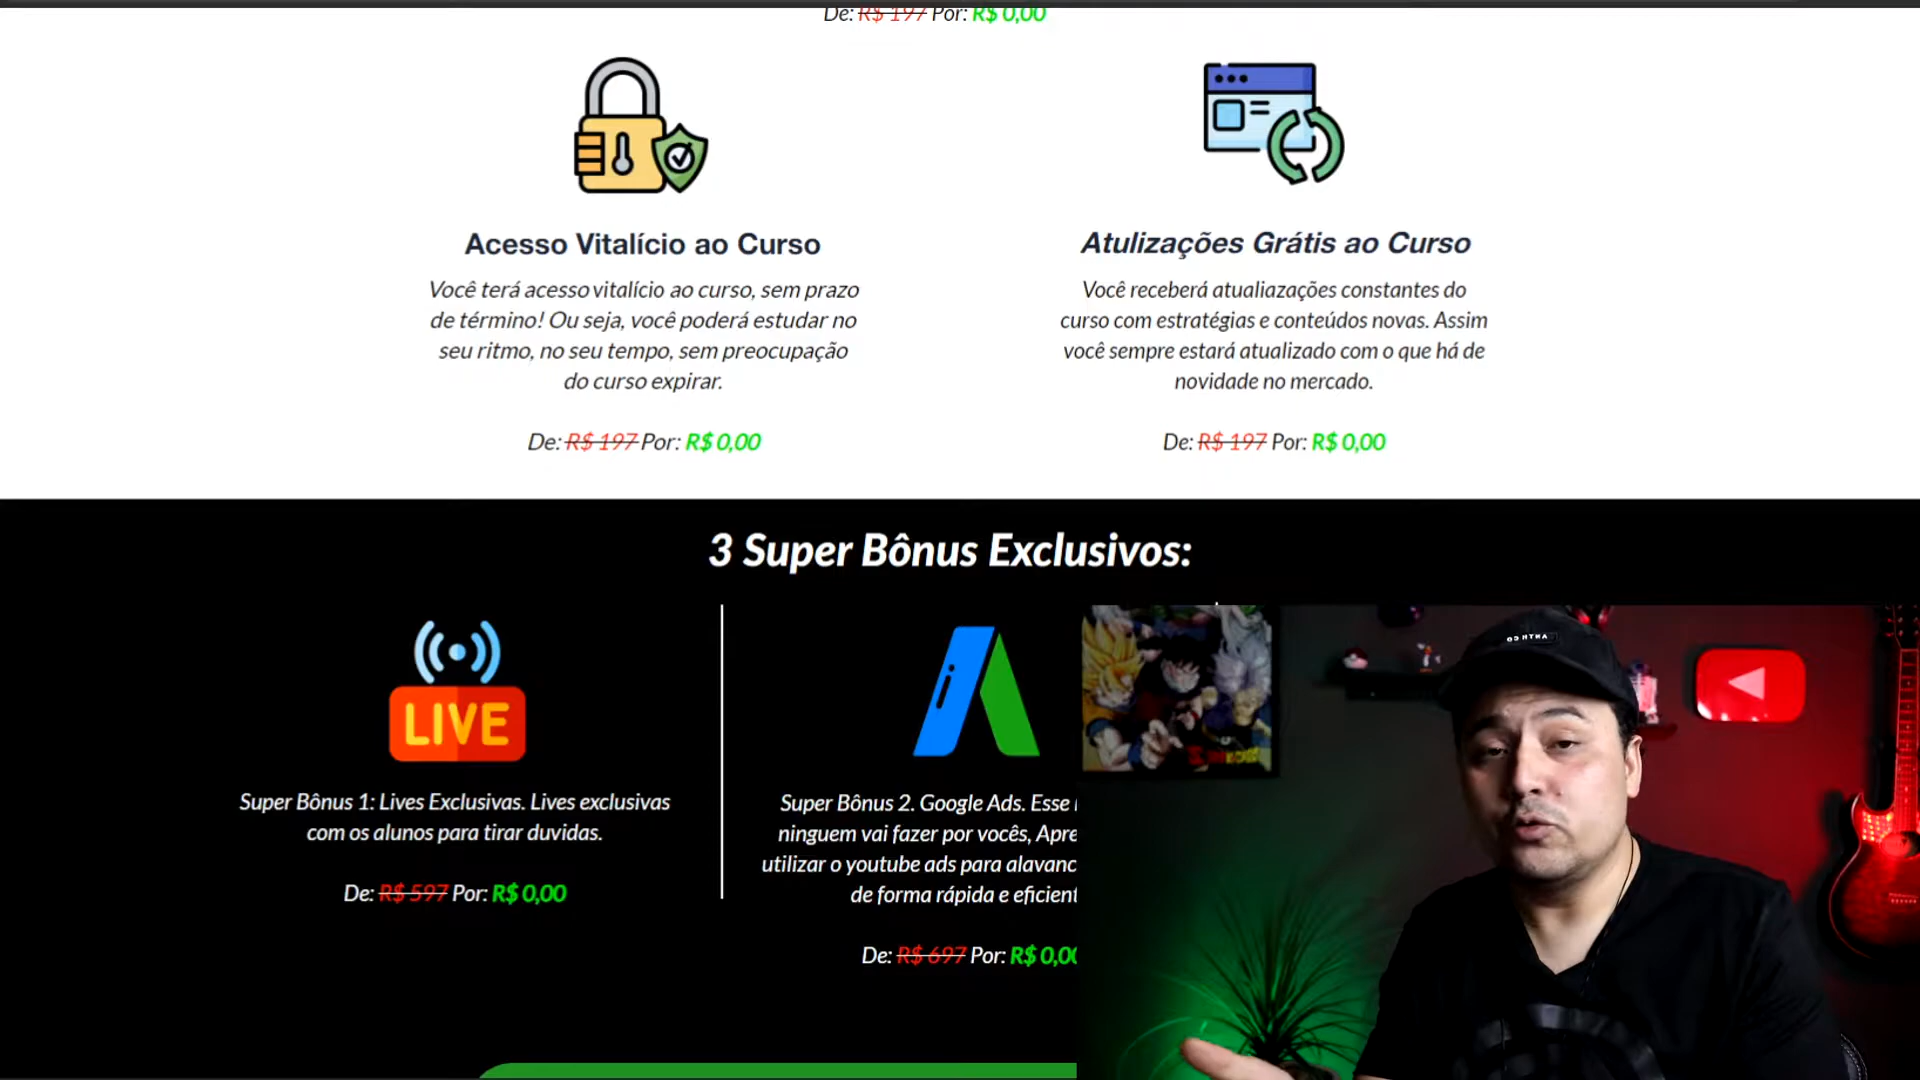 De: R$ 197 Por: R$ 0,00
Acesso Vitalício ao Curso
Você terá acesso vitalício ao curso, sem prazo
de término! Ou seja, você poderá estudar no
seu ritmo, no seu tempo, sem preocupação
do curso expirar.
De: R$ 197 Por: R$ 0,00
Atulizações Grátis ao Curso
Você receberá atualiazações constantes do
curso com estratégias e conteúdos novas. Assim
você sempre estará atualizado com o que há de
novidade no mercado.
De: R$ 197 Por: R$ 0,00
3 Super Bônus Exclusivos:
LIVE
Super Bônus 1: Lives Exclusivas. Lives exclusivas
com os alunos para tirar duvidas.
De: R$ 597 Por: R$ 0,00
Super Bônus 2. Google Ads. Esse
ninguem vai fazer por vocês, Apre
utilizar o youtube ads para alavanc
de forma rápida e eficient
De: R$ 697 Por: R$ 0,00